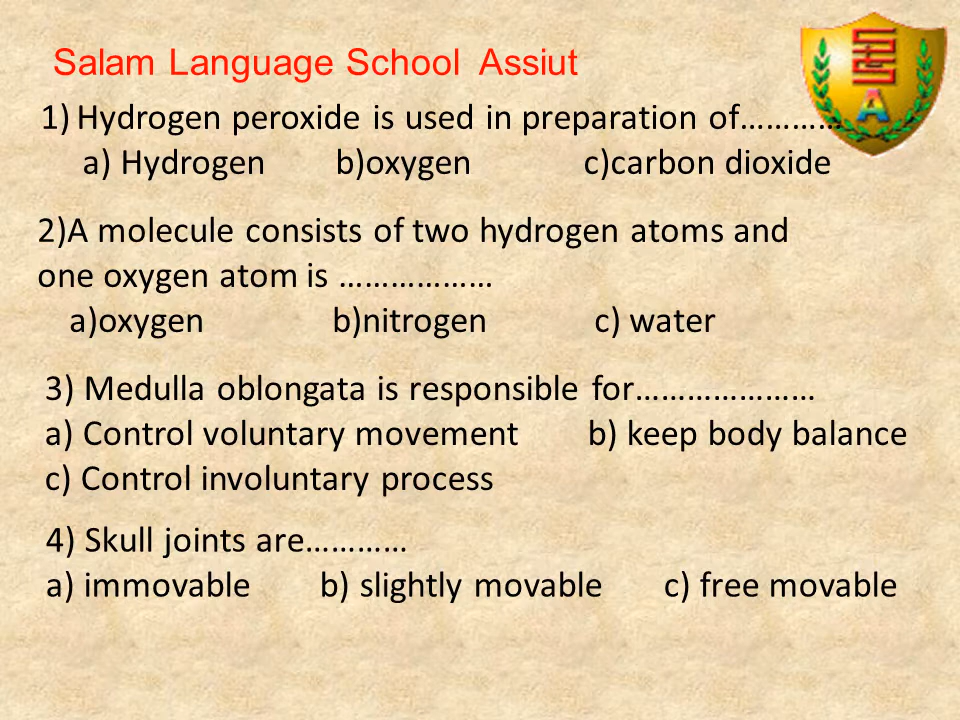 Salam Language School Assiut
1) Hydrogen peroxide is used in preparation of…………
a) Hydrogen b)oxygen c)carbon dioxide
2)A molecule consists of two hydrogen atoms and
one oxygen atom is ………………
a)oxygen b)nitrogen c) water
3) Medulla oblongata is responsible for…………………
a) Control voluntary movement b) keep body balance
c) Control involuntary process
4) Skull joints are…………
a) immovable b) slightly movable c) free movable